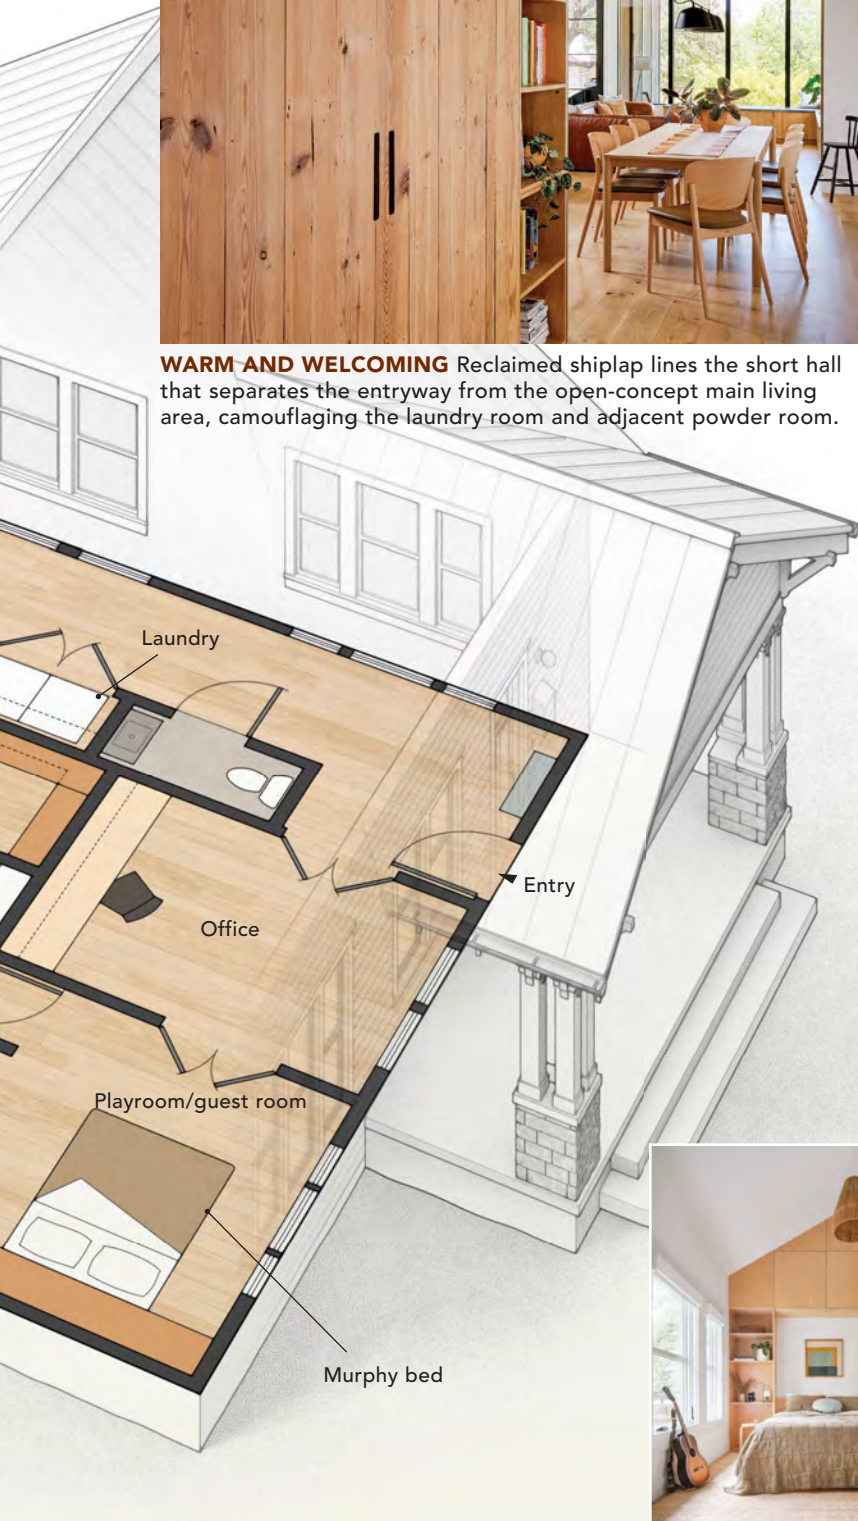 WARM AND WELCOMING Reclaimed shiplap lines the short hall
that separates the entryway from the open-concept main living
area, camouflaging the laundry room and adjacent powder room.
Laundry
Entry
Office
Playroom/guest room
Murphy bed